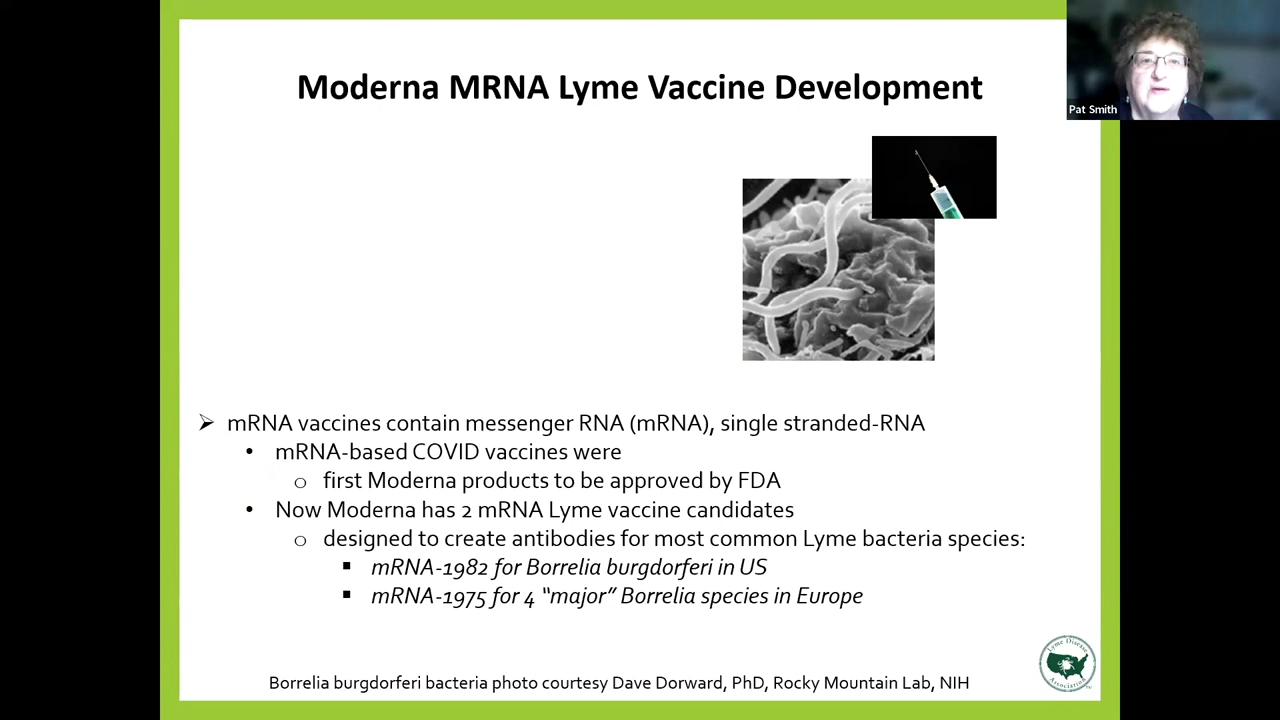 Moderna MRNA Lyme Vaccine Development
Pat Smith
➢ mRNA vaccines contain messenger RNA (mRNA), single stranded-RNA
• mRNA-based COVID vaccines were
o first Moderna products to be approved by FDA
• Now Moderna has 2 mRNA Lyme vaccine candidates
o designed to create antibodies for most common Lyme bacteria species:
▪ mRNA-1982 for Borrelia burgdorferi in US
▪ mRNA-1975 for 4 “major” Borrelia species in Europe
Lyme Disease
Association
Borrelia burgdorferi bacteria photo courtesy Dave Dorward, PhD, Rocky Mountain Lab, NIH